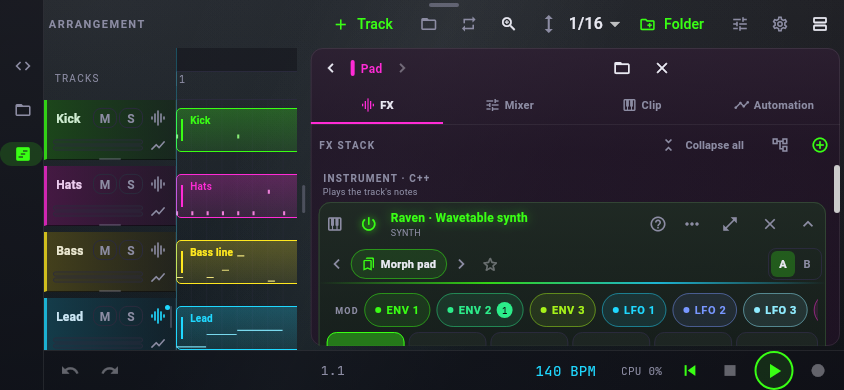 ARRANGEMENT
+ Track
1/16
Folder
TRACKS
1
Kick M S
Kick
Hats M S
Hats
Bass M S
Bass line
Lead M S
Lead
Pad
FX
Mixer
Clip
Automation
FX STACK
Collapse all
INSTRUMENT · C++
Plays the track's notes
Raven · Wavetable synth
SYNTH
Morph pad
A B
MOD ENV 1 ENV 2 1 ENV 3 LFO 1 LFO 2 LFO 3
1.1
140 BPM
CPU 0%